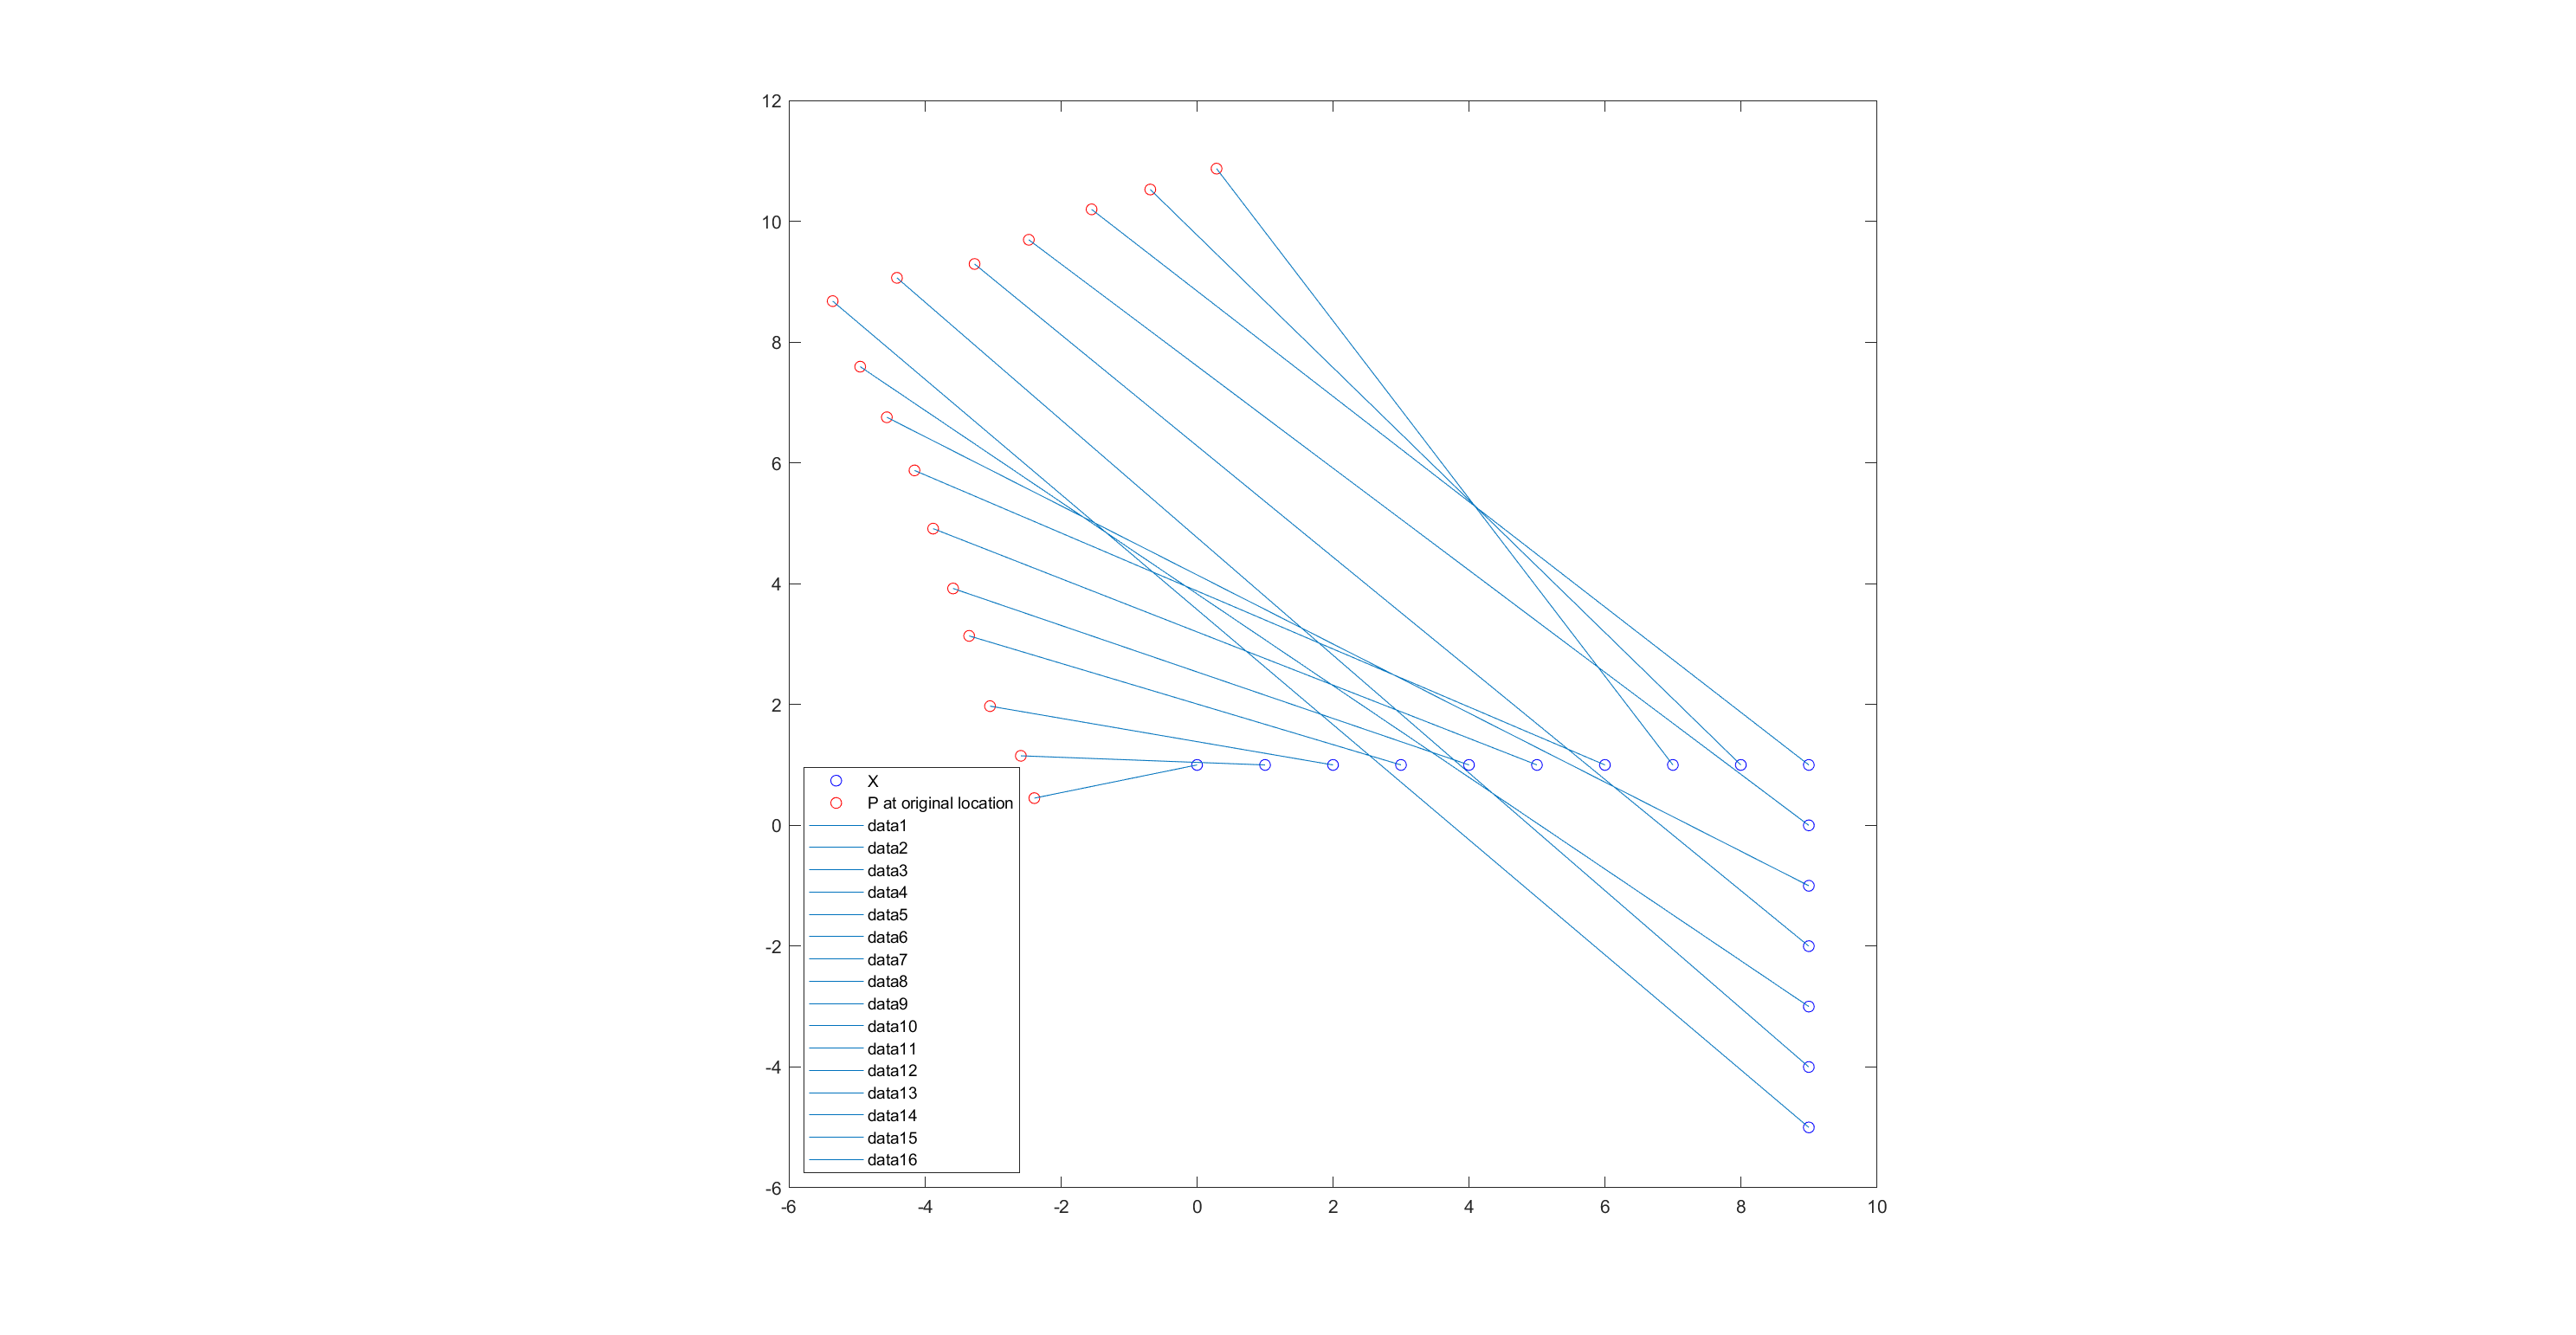 12
10
8
6
4
2
0
-2
-4
-6
X
P at original location
data1
data2
data3
data4
data5
data6
data7
data8
data9
data10
data11
data12
data13
data14
data15
data16
-6 -4 -2 0 2 4 6 8 10